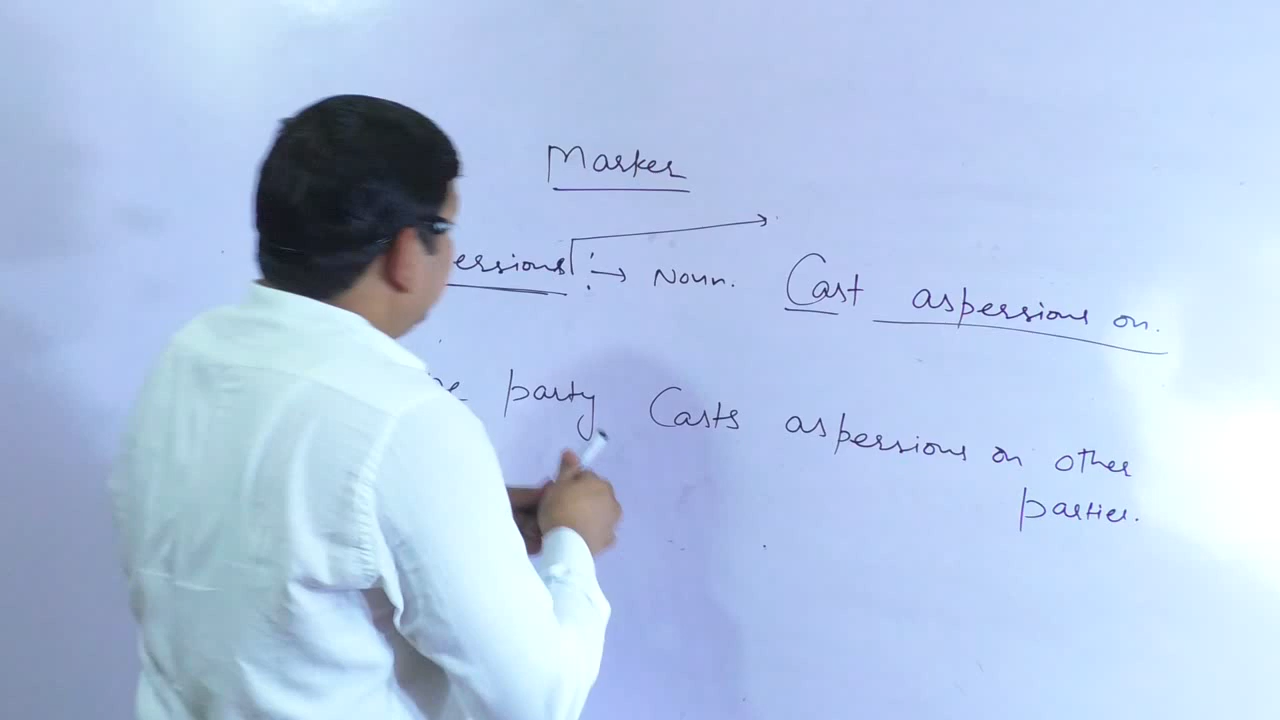 Marker
ersions : → Noun. Cast aspersions on.
party Casts aspersions on other
parties.